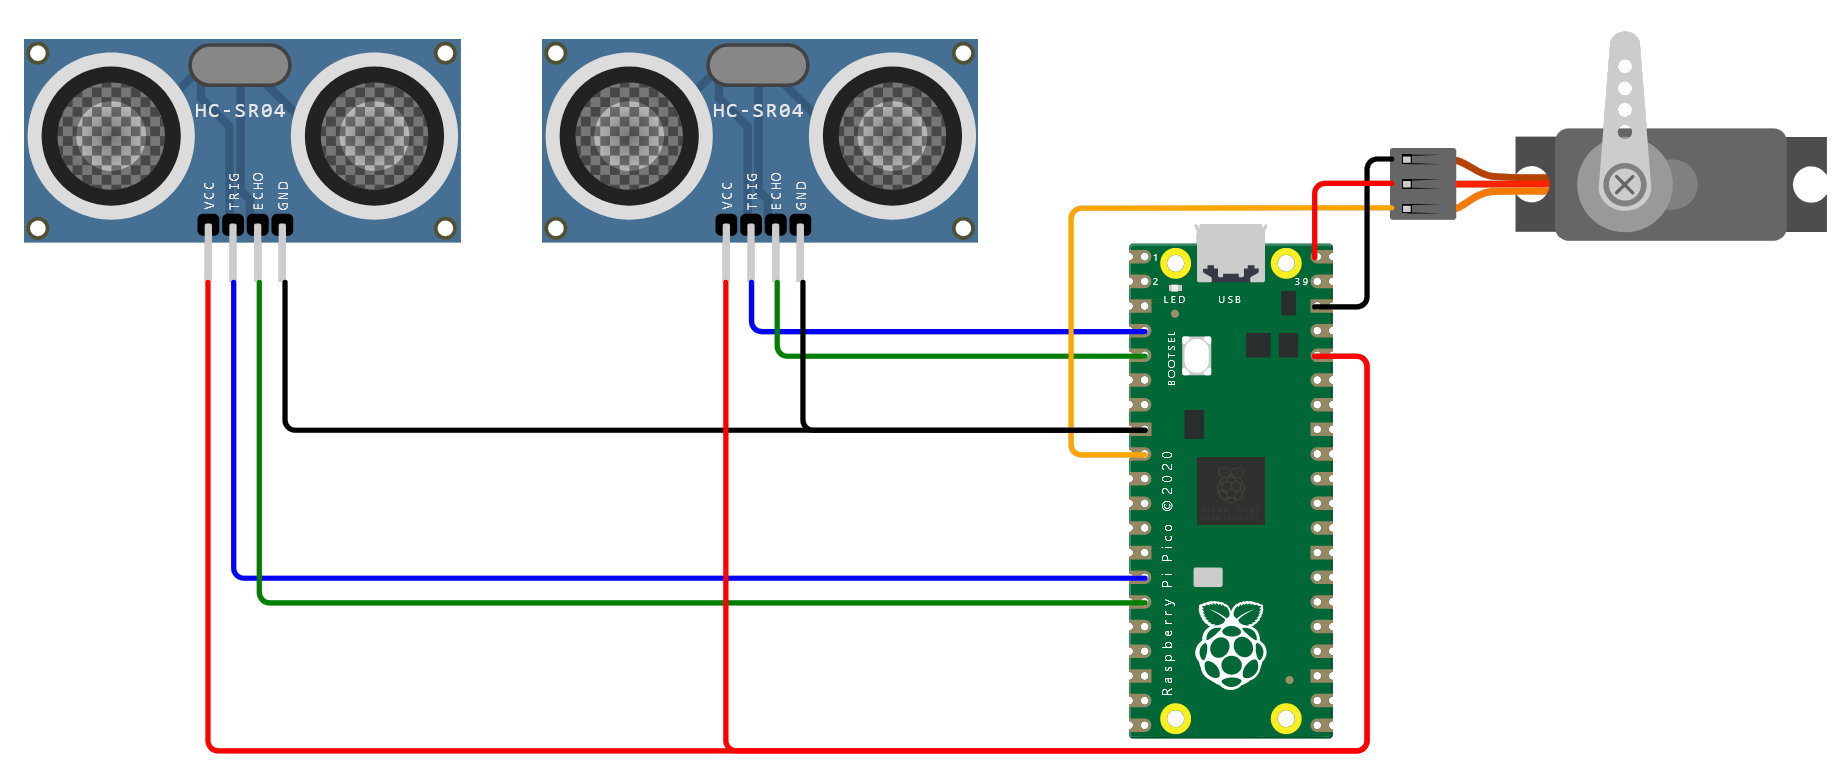 HC-SR04
VCC
TRIG
ECHO
GND
HC-SR04
VCC
TRIG
ECHO
GND
1
2
39
LED
USB
BOOTSEL
Raspberry Pi Pico ©2020